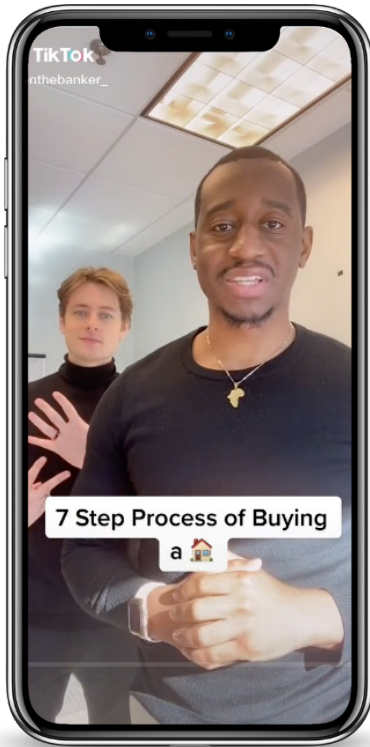 TikTok
nthebanker_
7 Step Process of Buying
a 🏠